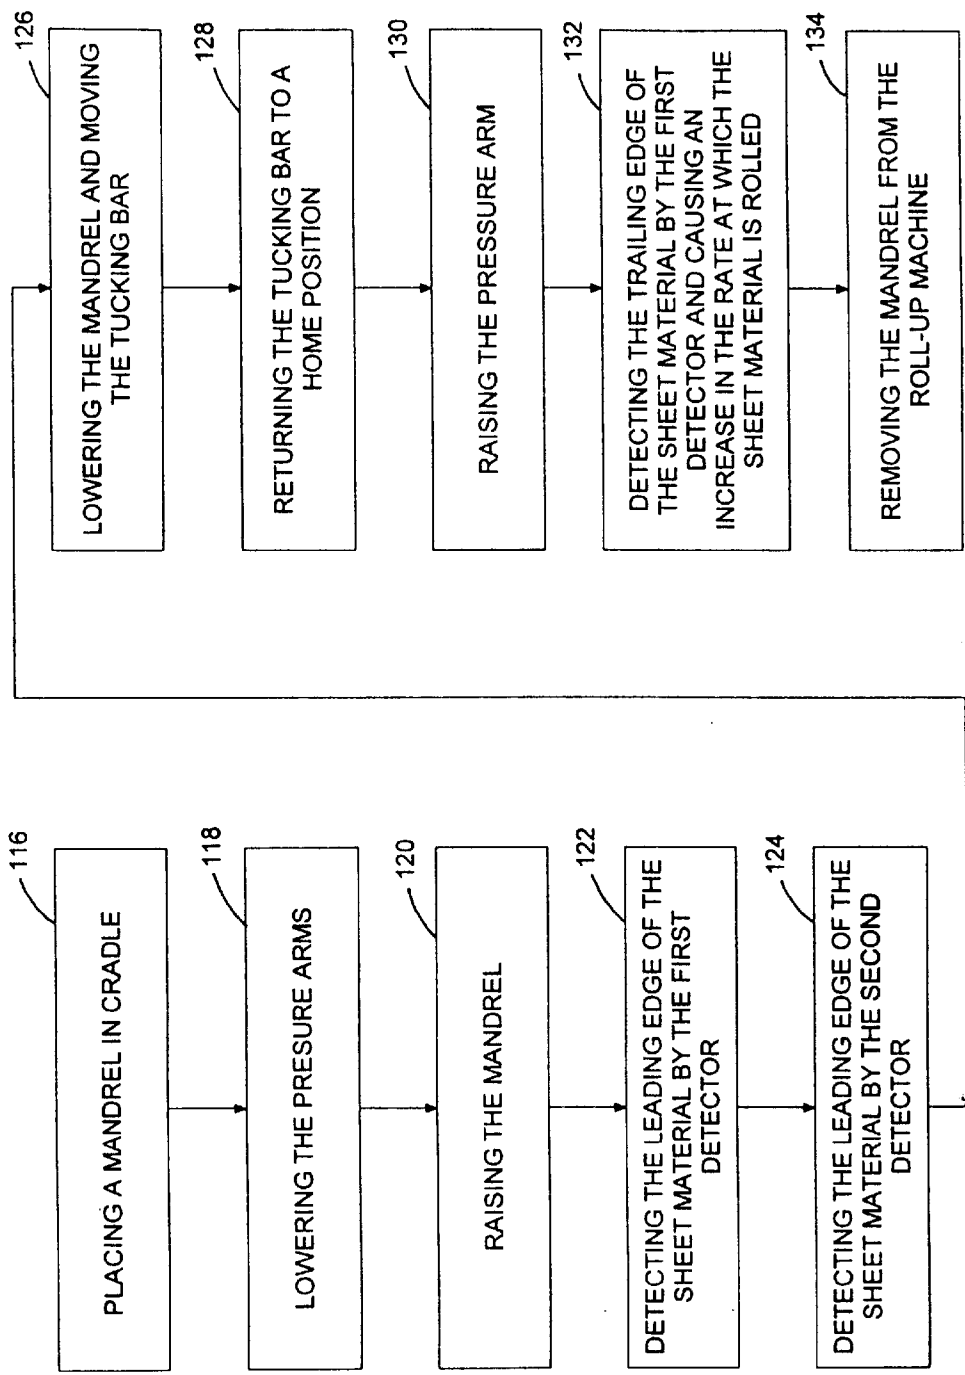 116
PLACING A MANDREL IN CRADLE
118
LOWERING THE PRESURE ARMS
120
RAISING THE MANDREL
122
DETECTING THE LEADING EDGE OF THE
SHEET MATERIAL BY THE FIRST
DETECTOR
124
DETECTING THE LEADING EDGE OF THE
SHEET MATERIAL BY THE SECOND
DETECTOR
126
LOWERING THE MANDREL AND MOVING
THE TUCKING BAR
128
RETURNING THE TUCKING BAR TO A
HOME POSITION
130
RAISING THE PRESSURE ARM
132
DETECTING THE TRAILING EDGE OF
THE SHEET MATERIAL BY THE FIRST
DETECTOR AND CAUSING AN
INCREASE IN THE RATE AT WHICH THE
SHEET MATERIAL IS ROLLED
134
REMOVING THE MANDREL FROM THE
ROLL-UP MACHINE